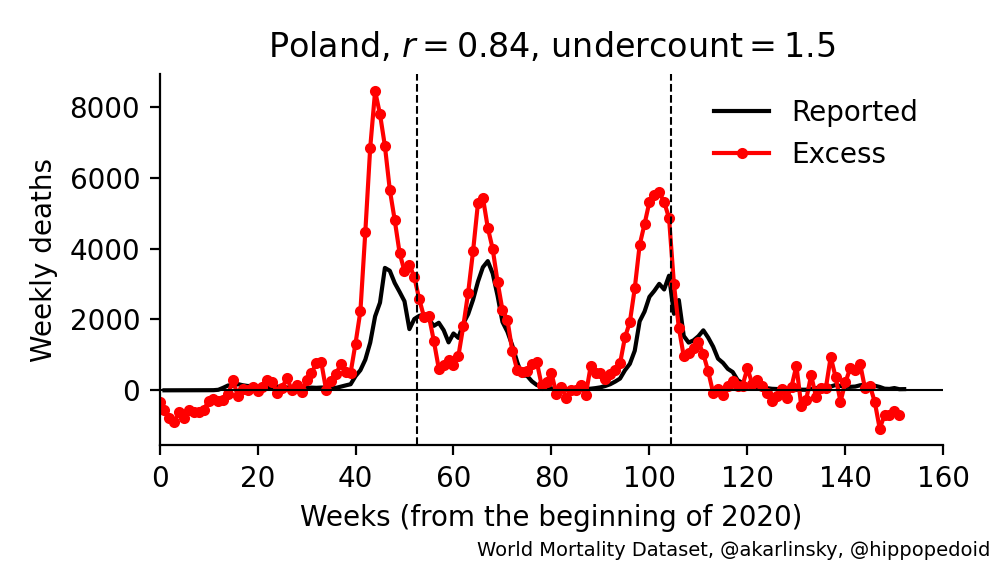 Poland, r = 0.84, undercount = 1.5
8000
6000
4000
2000
0
Weekly deaths
Reported
Excess
0 20 40 60 80 100 120 140 160
Weeks (from the beginning of 2020)
World Mortality Dataset, @akarlinsky, @hippopedoid